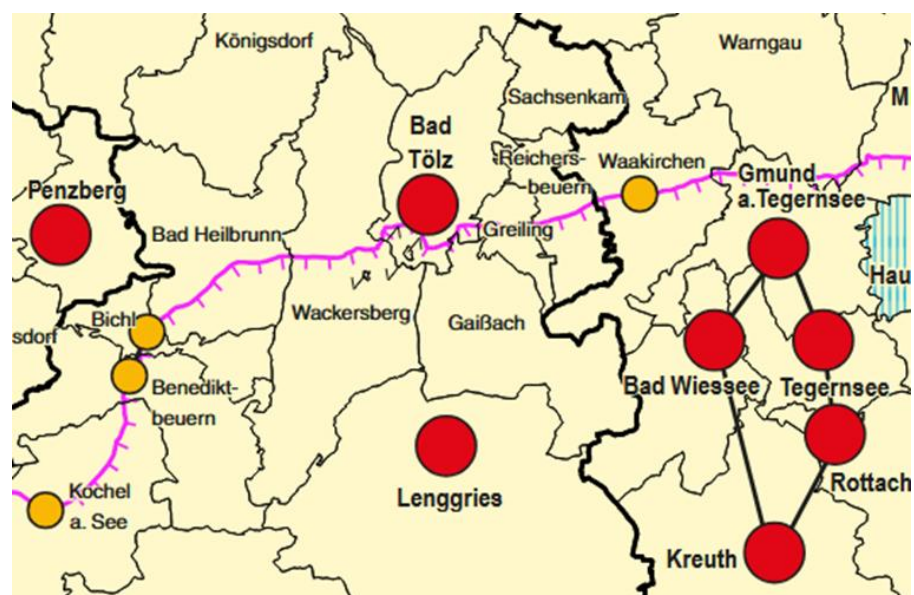 Königsdorf
Warngau
Sachsenkam
M
Bad
Tölz
Reichers-
beuern
Waakirchen
Gmund
a.Tegernsee
Penzberg
Bad Heilbrunn
Greiling
Hau
Bichl
Wackersberg
Gaißach
sdorf
Benedikt-
beuern
Bad Wiessee
Tegernsee
Kochel
a. See
Lenggries
Rottach
Kreuth